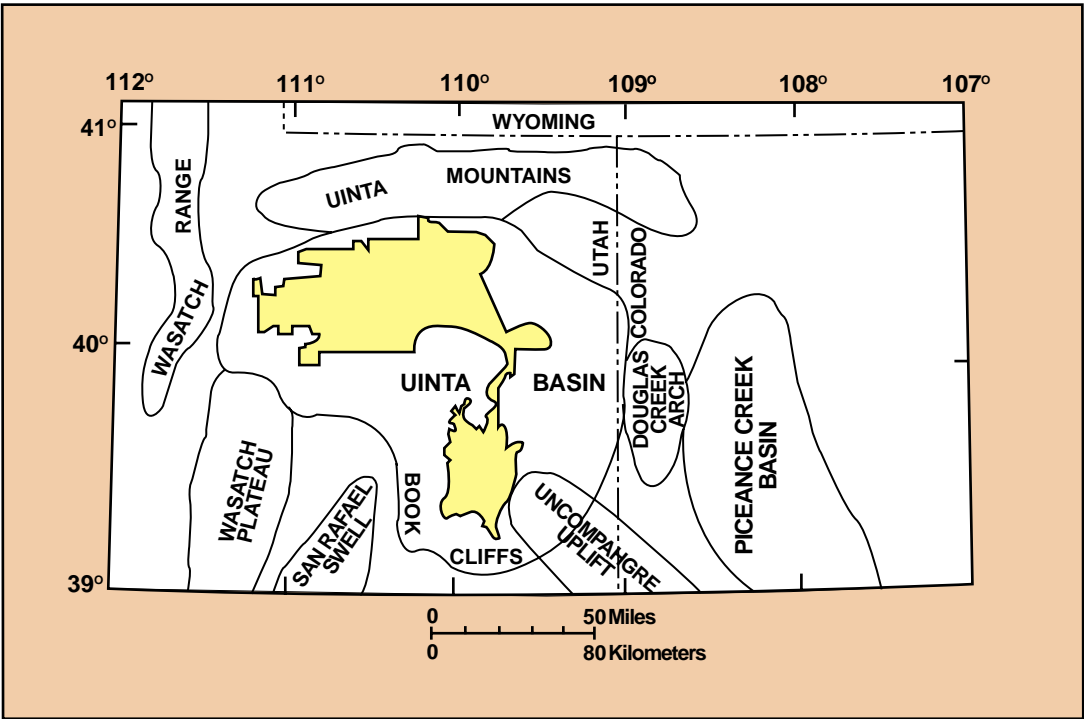 112° 111° 110° 109° 108° 107°
41°
WYOMING
RANGE
UINTA
MOUNTAINS
UTAH
COLORADO
WASATCH
40°
UINTA
BASIN
DOUGLAS
CREEK
ARCH
PICEANCE CREEK
BASIN
WASATCH
PLATEAU
SAN RAFAEL
SWELL
BOOK
CLIFFS
UNCOMPAHGRE
UPLIFT
39°
0 50 Miles
0 80 Kilometers